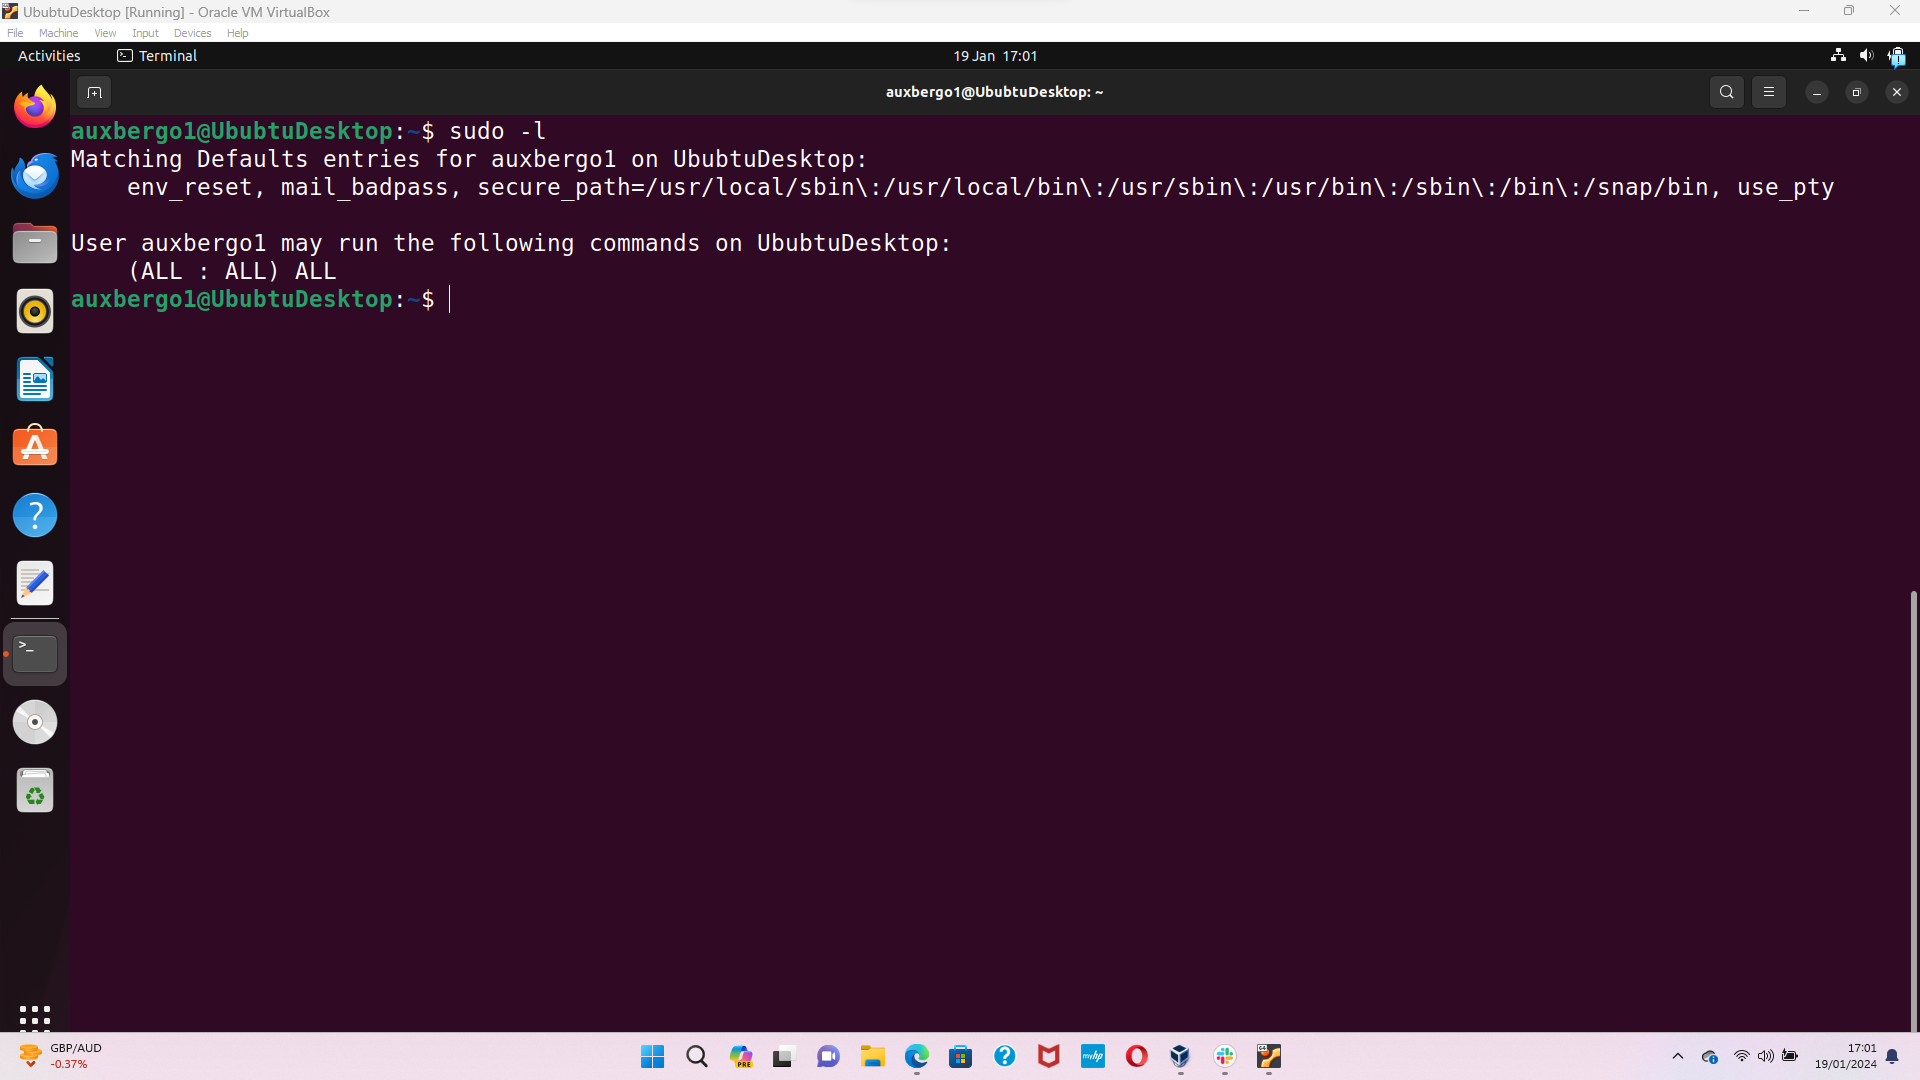 UbubtuDesktop [Running] - Oracle VM VirtualBox
File Machine View Input Devices Help
Activities Terminal 19 Jan 17:01
auxbergo1@UbubtuDesktop: ~
auxbergo1@UbubtuDesktop:~$ sudo -l
Matching Defaults entries for auxbergo1 on UbubtuDesktop:
env_reset, mail_badpass, secure_path=/usr/local/sbin\:/usr/local/bin\:/usr/sbin\:/usr/bin\:/sbin\:/bin\:/snap/bin, use_pty
User auxbergo1 may run the following commands on UbubtuDesktop:
(ALL : ALL) ALL
auxbergo1@UbubtuDesktop:~$
GBP/AUD
-0.37%
PRE
myhp
17:01
19/01/2024